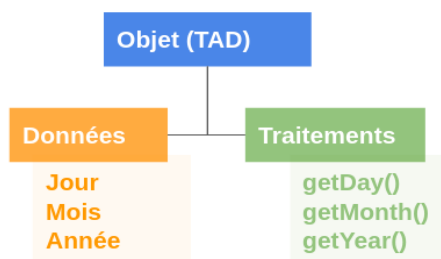 Objet (TAD)
Données
Traitements
Jour
Mois
Année
getDay()
getMonth()
getYear()